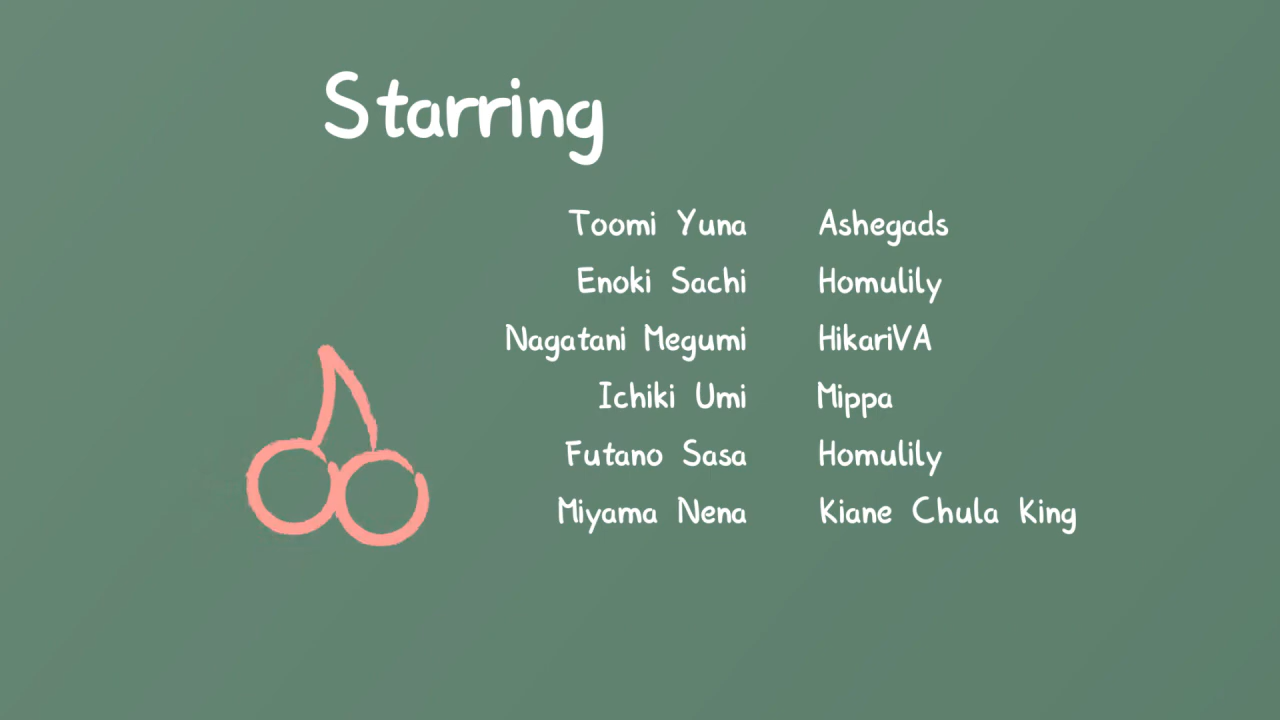 Starring
Toomi Yuna Ashegads
Enoki Sachi Homulily
Nagatani Megumi HikariVA
Ichiki Umi Mippa
Futano Sasa Homulily
Miyama Nena Kiane Chula King